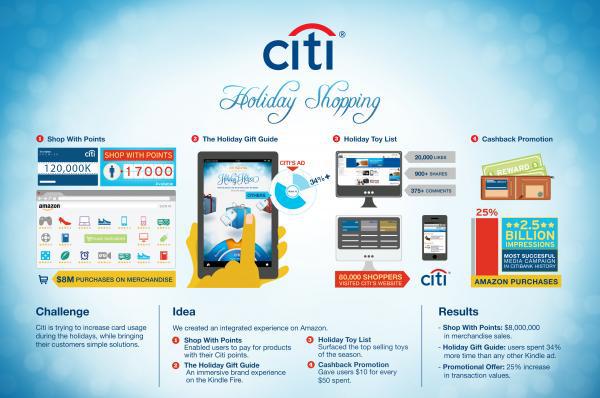 citi®
Holiday Shopping
1 Shop With Points
2 The Holiday Gift Guide
3 Holiday Toy List
4 Cashback Promotion
citi
120,000K
SHOP WITH POINTS
17000
Available
amazon
SIGN IN
$8M PURCHASES ON MERCHANDISE
CITI'S AD
34%+
OTHERS
20,000 LIKES
900+ SHARES
375+ COMMENTS
80,000 SHOPPERS
VISITED CITI'S WEBSITE
citi
REWARD
25%
2.5
BILLION
IMPRESSIONS
MOST SUCCESFUL
MEDIA CAMPAIGN
IN CITIBANK HISTORY
AMAZON PURCHASES
Challenge
Citi is trying to increase card usage
during the holidays, while bringing
their customers simple solutions.
Idea
We created an integrated experience on Amazon.
1 Shop With Points
Enabled users to pay for products
with their Citi points.
2 The Holiday Gift Guide
An immersive brand experience
on the Kindle Fire.
3 Holiday Toy List
Surfaced the top selling toys
of the season.
4 Cashback Promotion
Gave users $10 for every
$50 spent.
Results
- Shop With Points: $8,000,000
in merchandise sales.
- Holiday Gift Guide: users spent 34%
more time than any other Kindle ad.
- Promotional Offer: 25% increase
in transaction values.